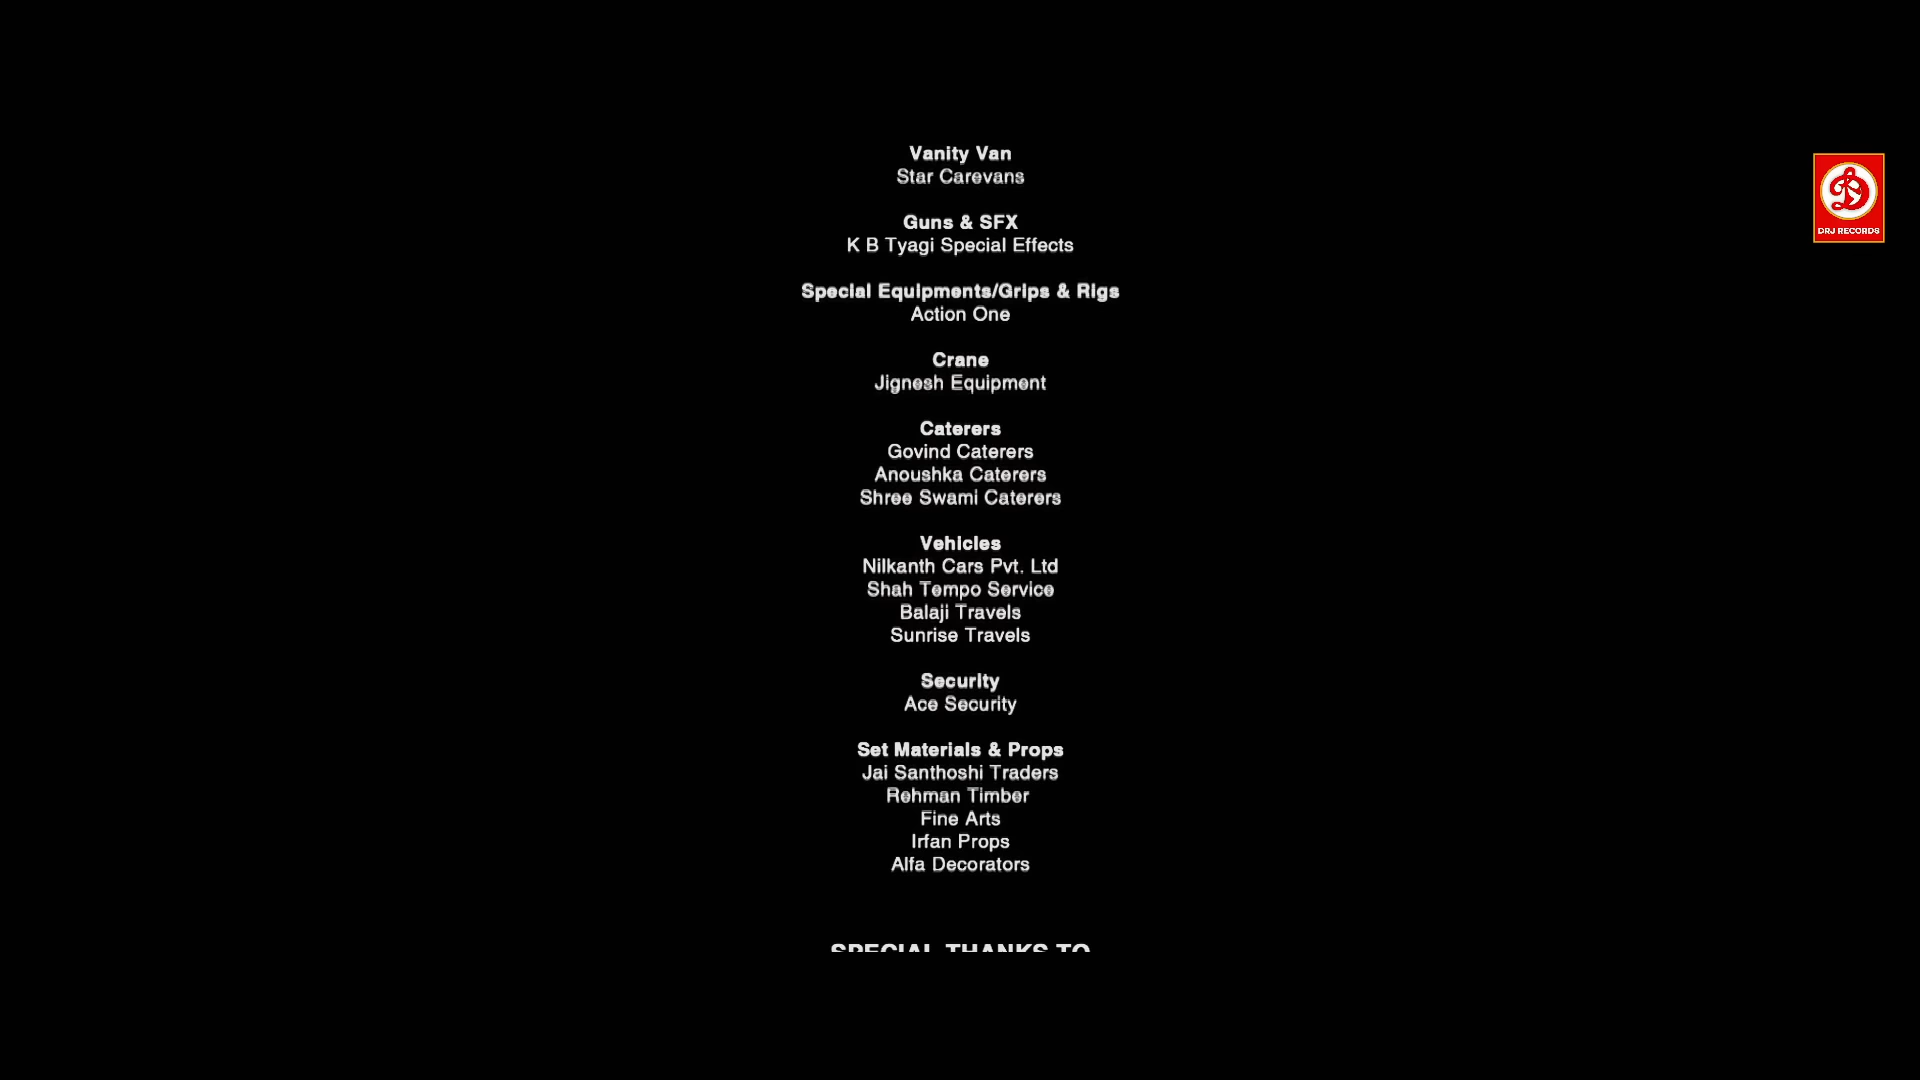 Vanity Van
Star Carevans
Guns & SFX
K B Tyagi Special Effects
Special Equipments/Grips & Rigs
Action One
Crane
Jignesh Equipment
Caterers
Govind Caterers
Anoushka Caterers
Shree Swami Caterers
Vehicles
Nilkanth Cars Pvt. Ltd
Shah Tempo Service
Balaji Travels
Sunrise Travels
Security
Ace Security
Set Materials & Props
Jai Santhoshi Traders
Rehman Timber
Fine Arts
Irfan Props
Alfa Decorators
SPECIAL THANKS TO
DRJ RECORDS